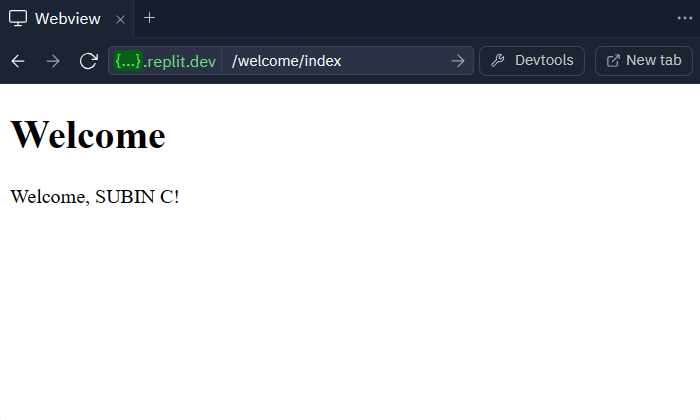 Webview
{...}.replit.dev /welcome/index Devtools New tab
Welcome
Welcome, SUBIN C!